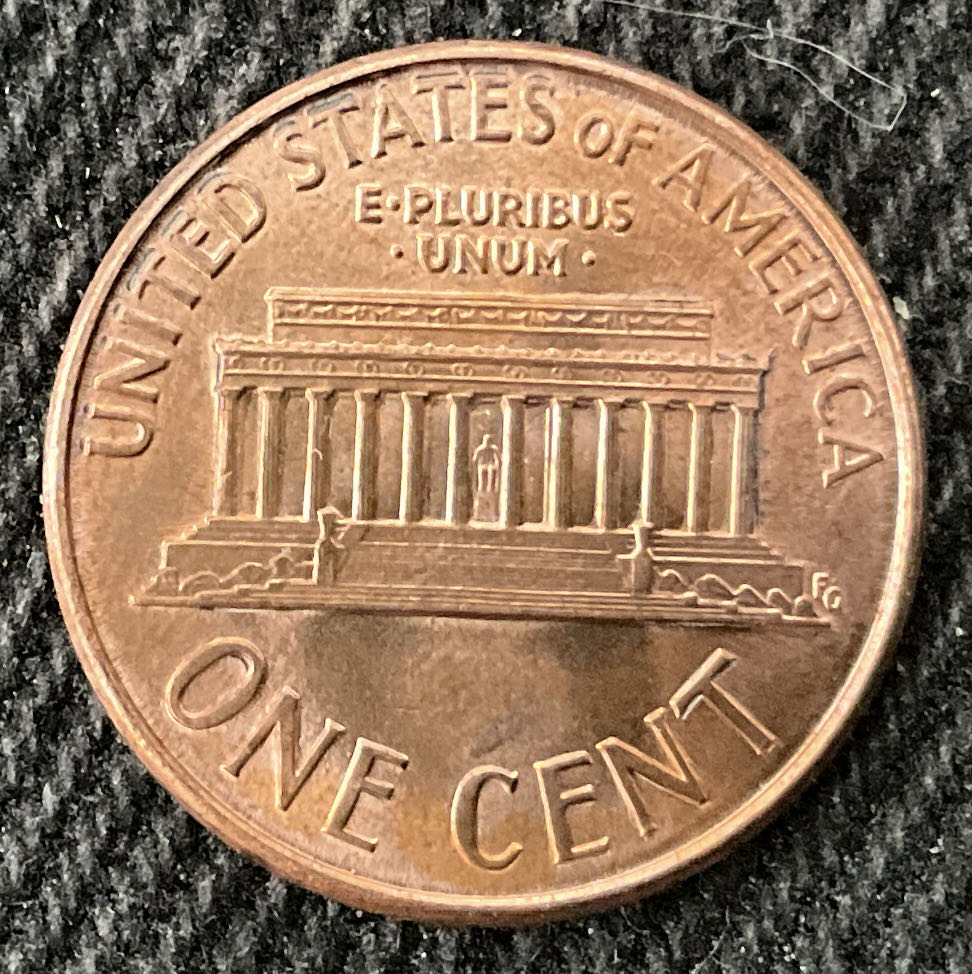 UNITED STATES OF AMERICA
E·PLURIBUS
·UNUM·
FG
ONE CENT